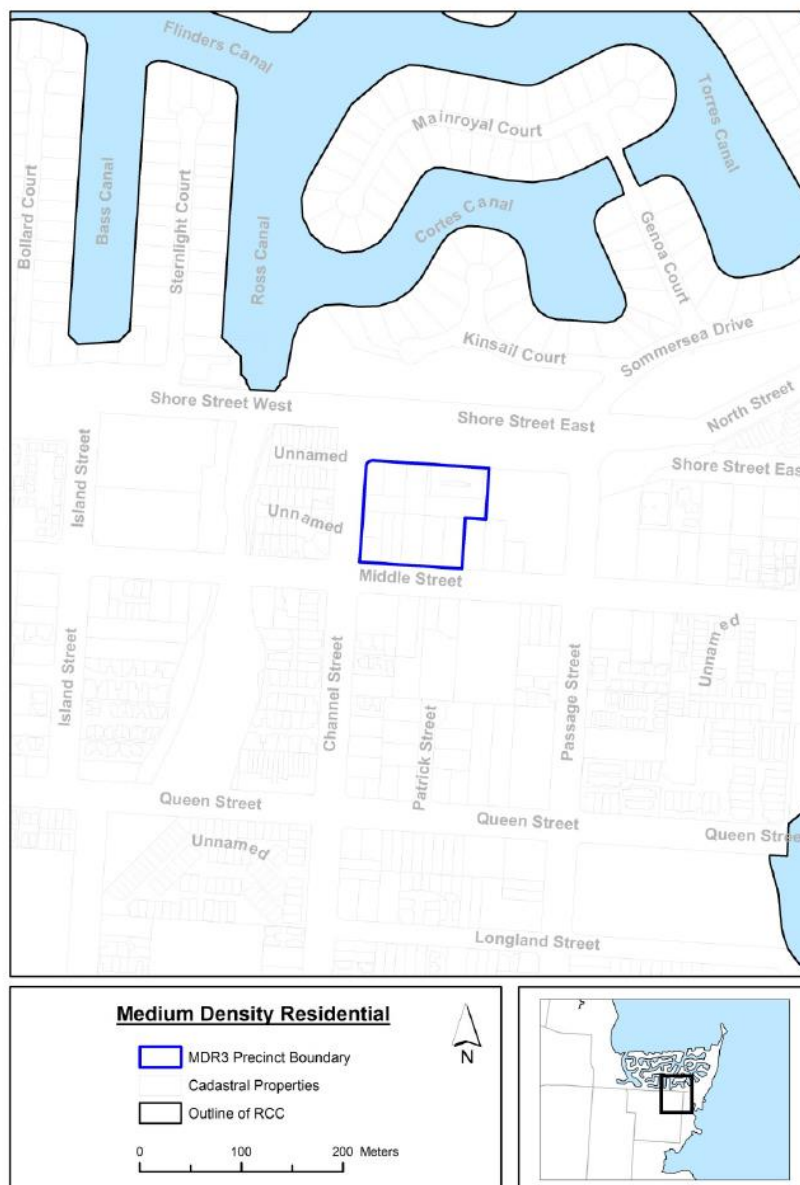 Flinders Canal
Torres Canal
Mainroyal Court
Bollard Court
Bass Canal
Sternlight Court
Ross Canal
Cortes Canal
Genoa Court
Kinsail Court
Sommersea Drive
North Street
Shore Street West
Shore Street East
Island Street
Unnamed
Shore Street Eas
Unnamed
Middle Street
Unnamed
Island Street
Channel Street
Patrick Street
Passage Street
Queen Street
Queen Street
Queen Stree
Unnamed
Longland Street
Medium Density Residential
N
MDR3 Precinct Boundary
Cadastral Properties
Outline of RCC
0 100 200 Meters